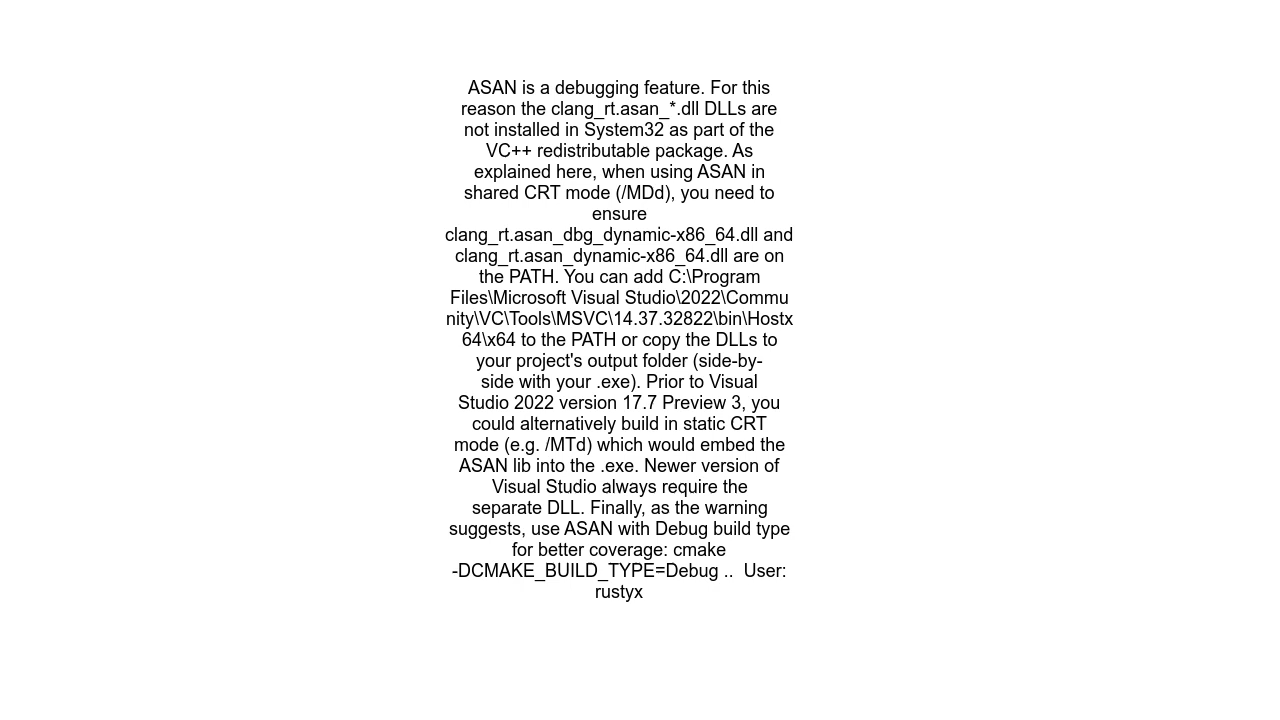 ASAN is a debugging feature. For this
reason the clang_rt.asan_*.dll DLLs are
not installed in System32 as part of the
VC++ redistributable package. As
explained here, when using ASAN in
shared CRT mode (/MDd), you need to
ensure
clang_rt.asan_dbg_dynamic-x86_64.dll and
clang_rt.asan_dynamic-x86_64.dll are on
the PATH. You can add C:\Program
Files\Microsoft Visual Studio\2022\Commu
nity\VC\Tools\MSVC\14.37.32822\bin\Hostx
64\x64 to the PATH or copy the DLLs to
your project's output folder (side-by-
side with your .exe). Prior to Visual
Studio 2022 version 17.7 Preview 3, you
could alternatively build in static CRT
mode (e.g. /MTd) which would embed the
ASAN lib into the .exe. Newer version of
Visual Studio always require the
separate DLL. Finally, as the warning
suggests, use ASAN with Debug build type
for better coverage: cmake
-DCMAKE_BUILD_TYPE=Debug ..  User:
rustyx